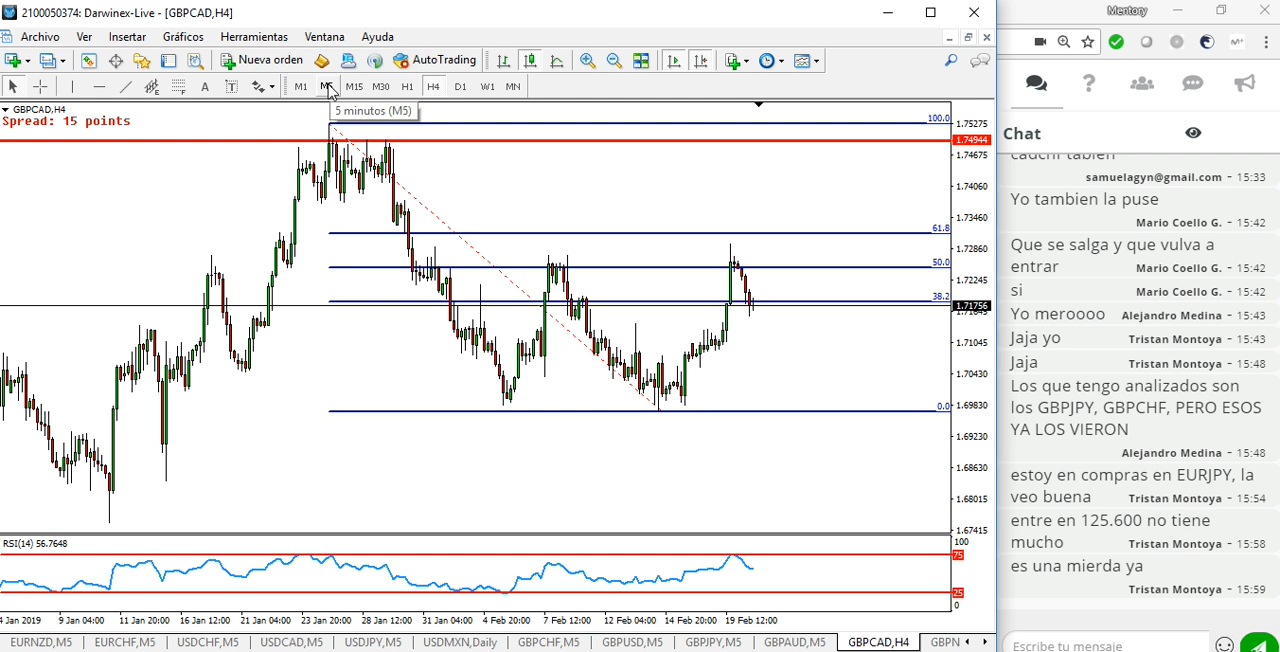 2100050374: Darwinex-Live - [GBPCAD,H4]
Mentory
Archivo Ver Insertar Gráficos Herramientas Ventana Ayuda
Nueva orden AutoTrading
A T M1 M5 M15 M30 H1 H4 D1 W1 MN
5 minutos (M5)
GBPCAD,H4
Spread: 15 points
100.0
61.8
50.0
38.2
0.0
1.75275
1.74944
1.74675
1.74060
1.73460
1.72860
1.72245
1.71756
1.71645
1.71045
1.70430
1.69830
1.69230
1.68630
1.68015
1.67415
RSI(14) 56.7648
100
75
25
0
4 Jan 2019 9 Jan 04:00 11 Jan 20:00 16 Jan 12:00 21 Jan 04:00 23 Jan 20:00 28 Jan 12:00 31 Jan 04:00 4 Feb 20:00 7 Feb 12:00 12 Feb 04:00 14 Feb 20:00 19 Feb 12:00
EURNZD,M5 EURCHF,M5 USDCHF,M5 USDCAD,M5 USDJPY,M5 USDMXN,Daily GBPCHF,M5 GBPUSD,M5 GBPJPY,M5 GBPAUD,M5 GBPCAD,H4 GBPN
Chat
samuelagyn@gmail.com - 15:33
Yo tambien la puse
Mario Coello G. - 15:42
Que se salga y que vulva a
entrar Mario Coello G. - 15:42
si Mario Coello G. - 15:42
Yo meroooo Alejandro Medina - 15:43
Jaja yo Tristan Montoya - 15:43
Jaja Tristan Montoya - 15:48
Los que tengo analizados son
los GBPJPY, GBPCHF, PERO ESOS
YA LOS VIERON
Alejandro Medina - 15:48
estoy en compras en EURJPY, la
veo buena Tristan Montoya - 15:54
entre en 125.600 no tiene
mucho Tristan Montoya - 15:58
es una mierda ya
Tristan Montoya - 15:59
Escribe tu mensaje